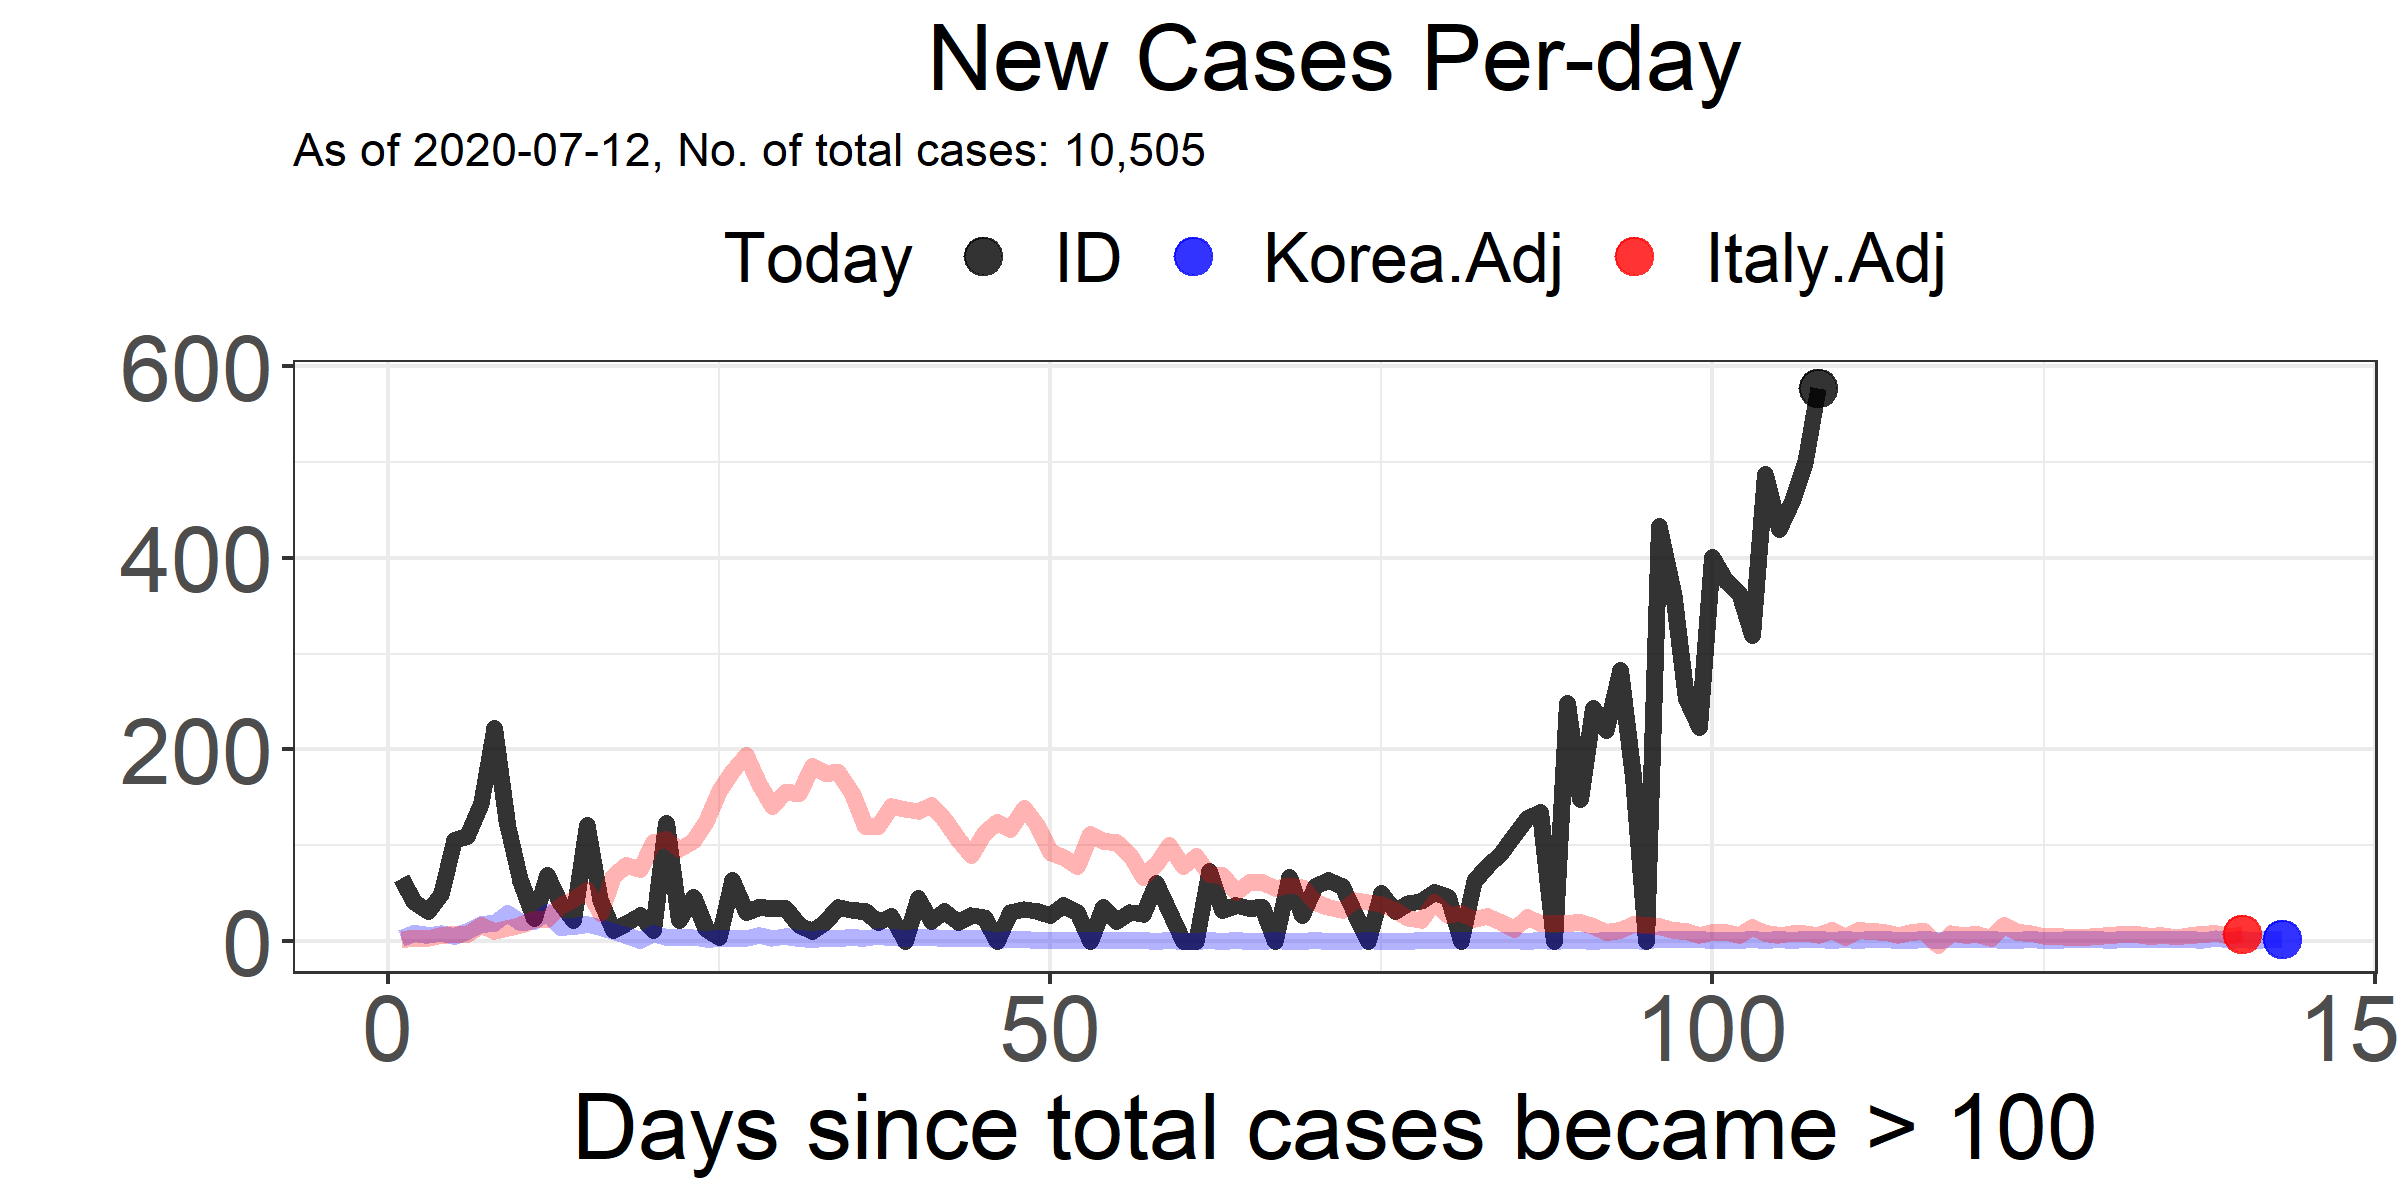 New Cases Per-day
As of 2020-07-12, No. of total cases: 10,505
Today ID Korea.Adj Italy.Adj
600
400
200
0
0 50 100 15
Days since total cases became > 100